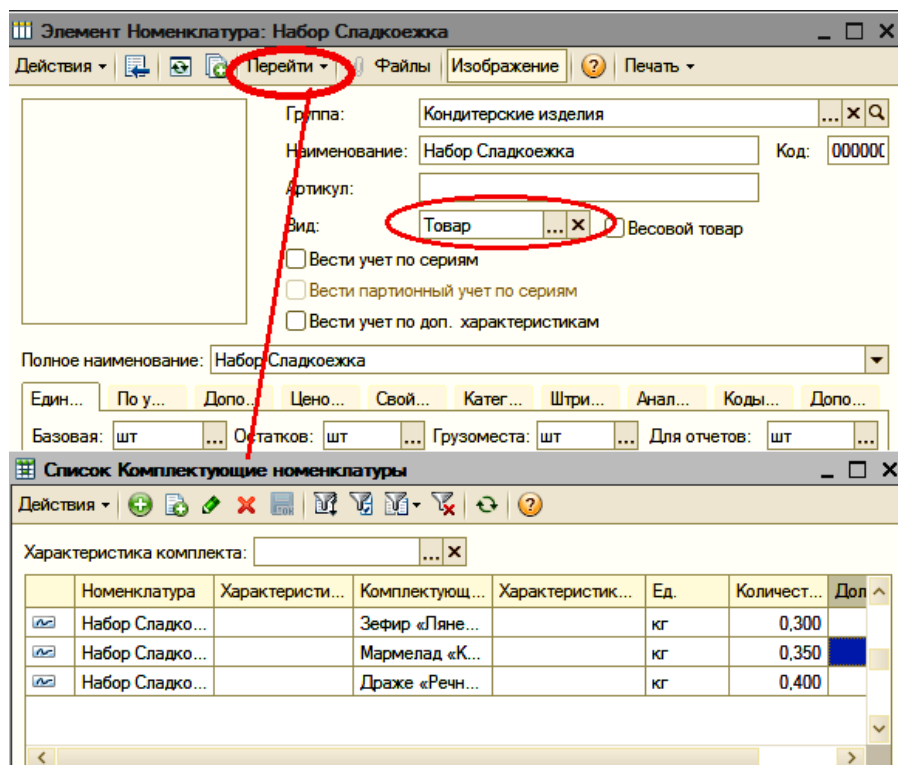 Элемент Номенклатура: Набор Сладкоежка
Действия Перейти Файлы Изображение Печать
Группа: Кондитерские изделия ...
Наименование: Набор Сладкоежка Код: 000000
Артикул:
Вид: Товар ... Весовой товар
Вести учет по сериям
Вести партионный учет по сериям
Вести учет по доп. характеристикам
Полное наименование: Набор Сладкоежка
Един... По у... Допо... Цено... Свой... Катег... Штри... Анал... Коды... Допо...
Базовая: шт ... Остатков: шт ... Грузоместа: шт ... Для отчетов: шт ...
Список Комплектующие номенклатуры
Действия
Характеристика комплекта: ...
Номенклатура Характеристи... Комплектующ... Характеристик... Ед. Количест... Дол
Набор Сладко... Зефир «Пяне... кг 0,300
Набор Сладко... Мармелад «К... кг 0,350
Набор Сладко... Драже «Речн... кг 0,400